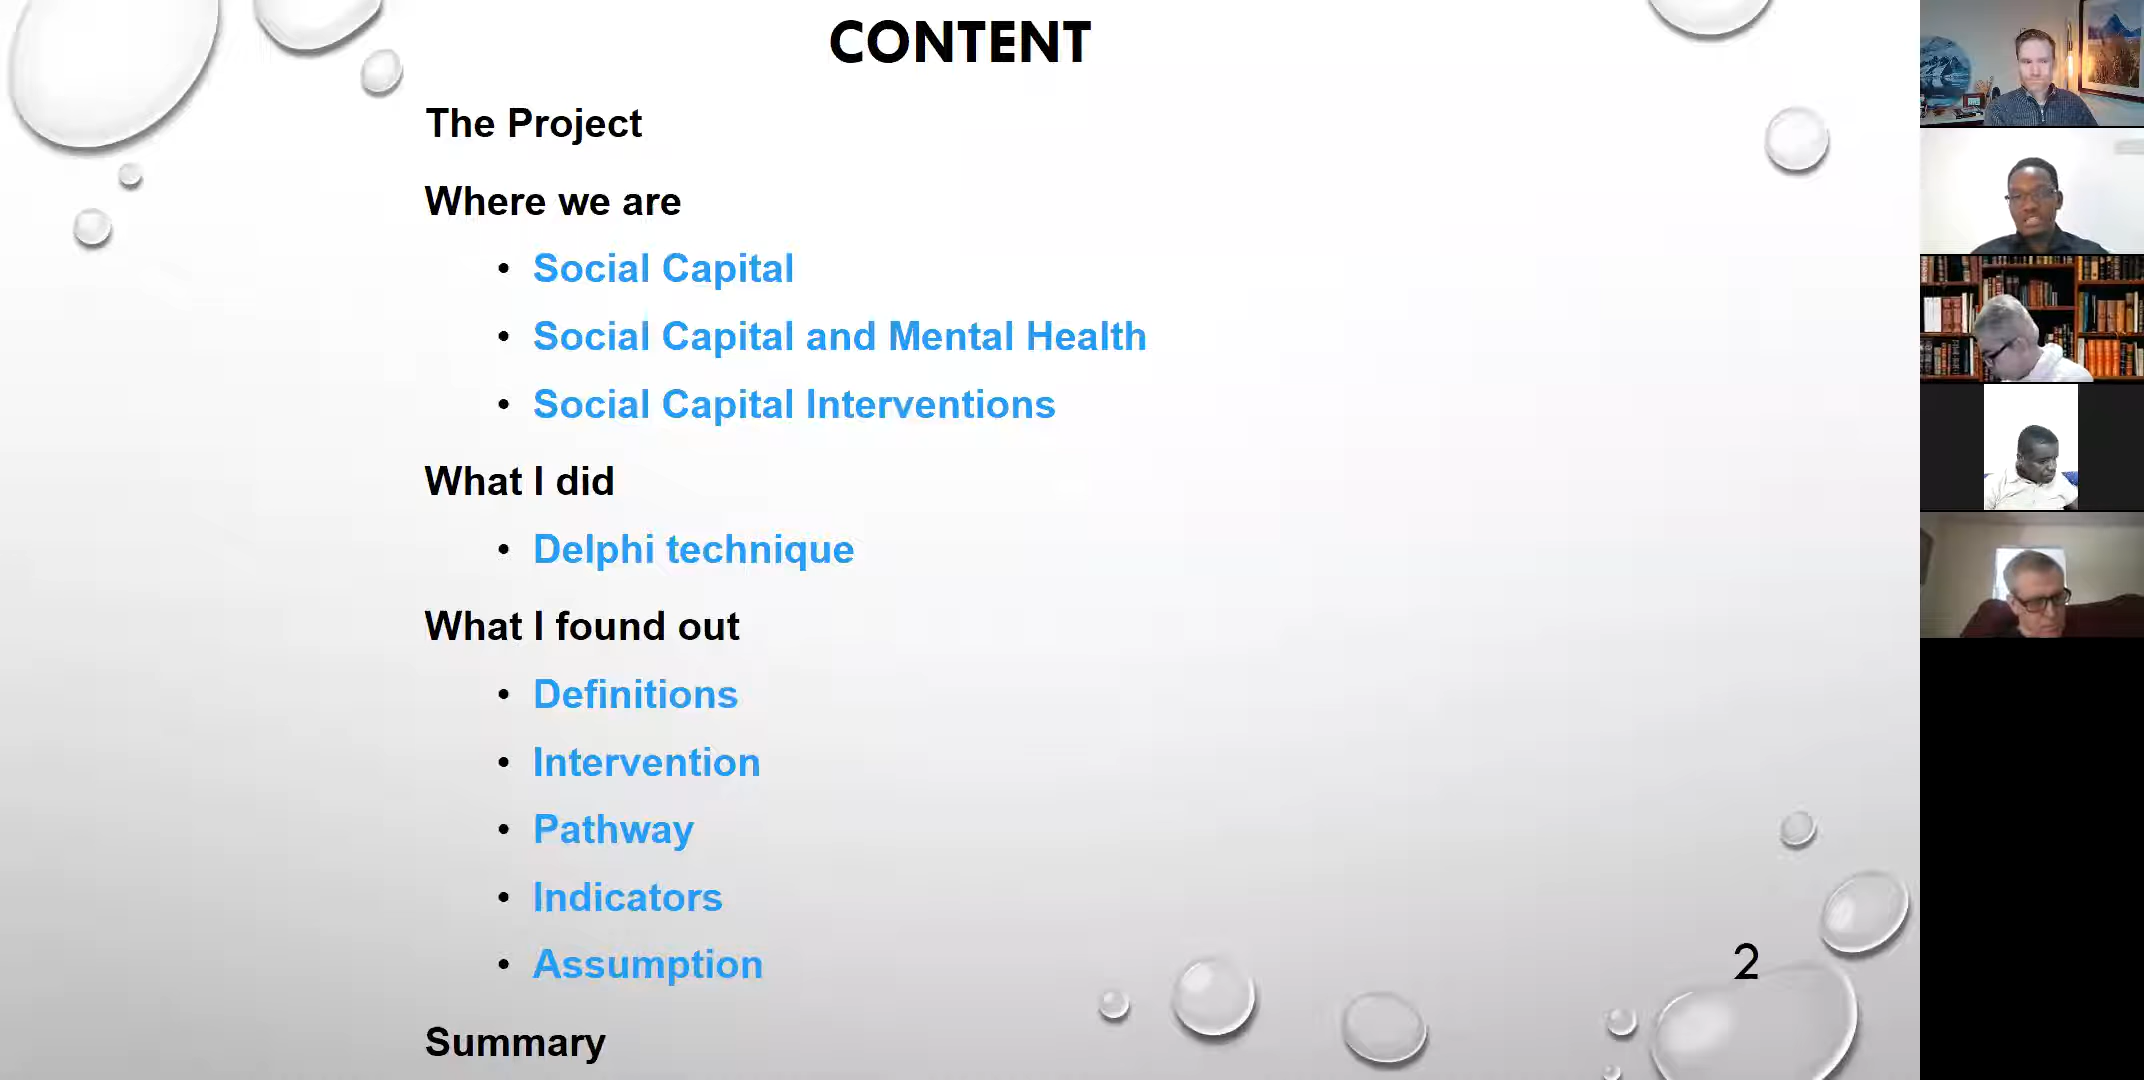 CONTENT
The Project
Where we are
• Social Capital
• Social Capital and Mental Health
• Social Capital Interventions
What I did
• Delphi technique
What I found out
• Definitions
• Intervention
• Pathway
• Indicators
• Assumption
2
Summary